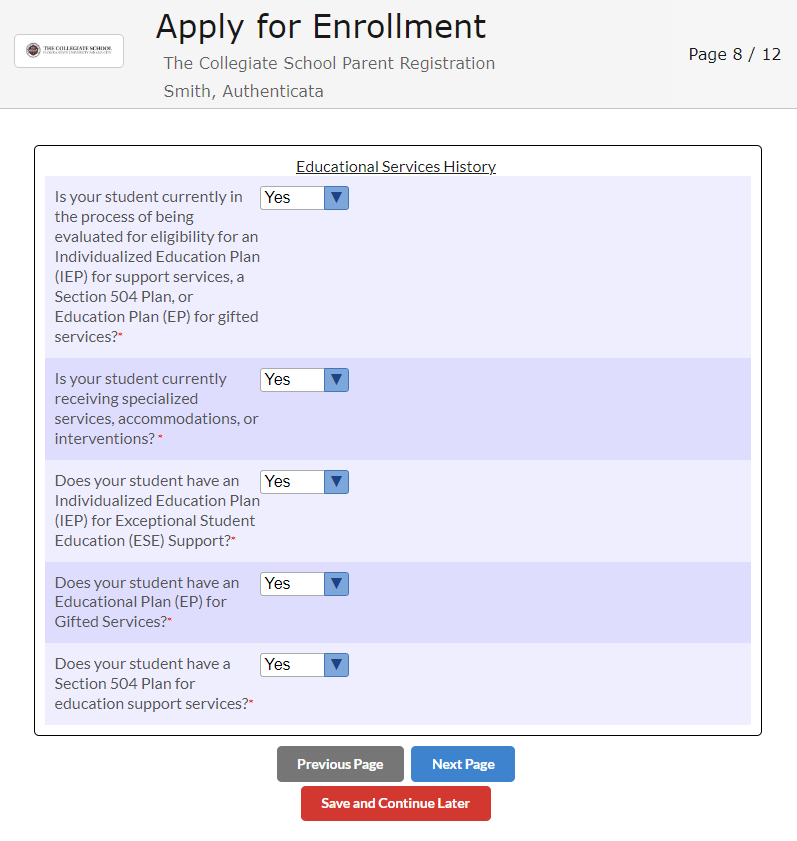 Apply for Enrollment
THE COLLEGIATE SCHOOL
The Collegiate School Parent Registration
Smith, Authenticata
Page 8 / 12
Educational Services History
Is your student currently in
the process of being
evaluated for eligibility for an
Individualized Education Plan
(IEP) for support services, a
Section 504 Plan, or
Education Plan (EP) for gifted
services?*
Yes
Is your student currently
receiving specialized
services, accommodations, or
interventions? *
Yes
Does your student have an
Individualized Education Plan
(IEP) for Exceptional Student
Education (ESE) Support?*
Yes
Does your student have an
Educational Plan (EP) for
Gifted Services?*
Yes
Does your student have a
Section 504 Plan for
education support services?*
Yes
Previous Page
Next Page
Save and Continue Later